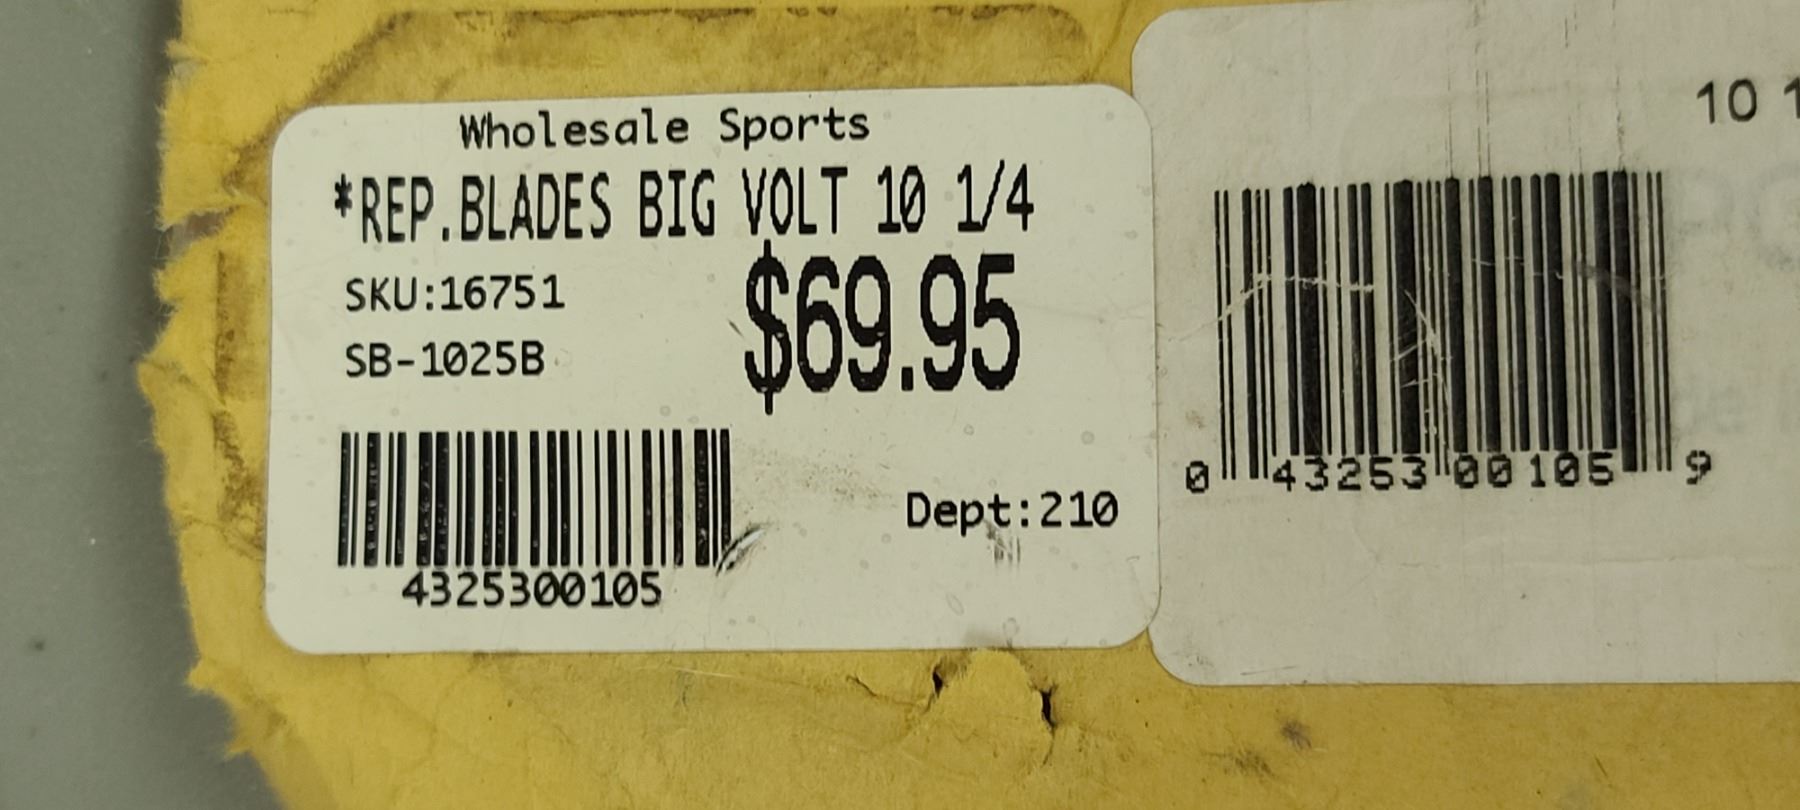 Wholesale Sports
*REP.BLADES BIG VOLT 10 1/4
SKU:16751
$69.95
SB-1025B
Dept:210
4325300105
10 1
0 43253 00105 9